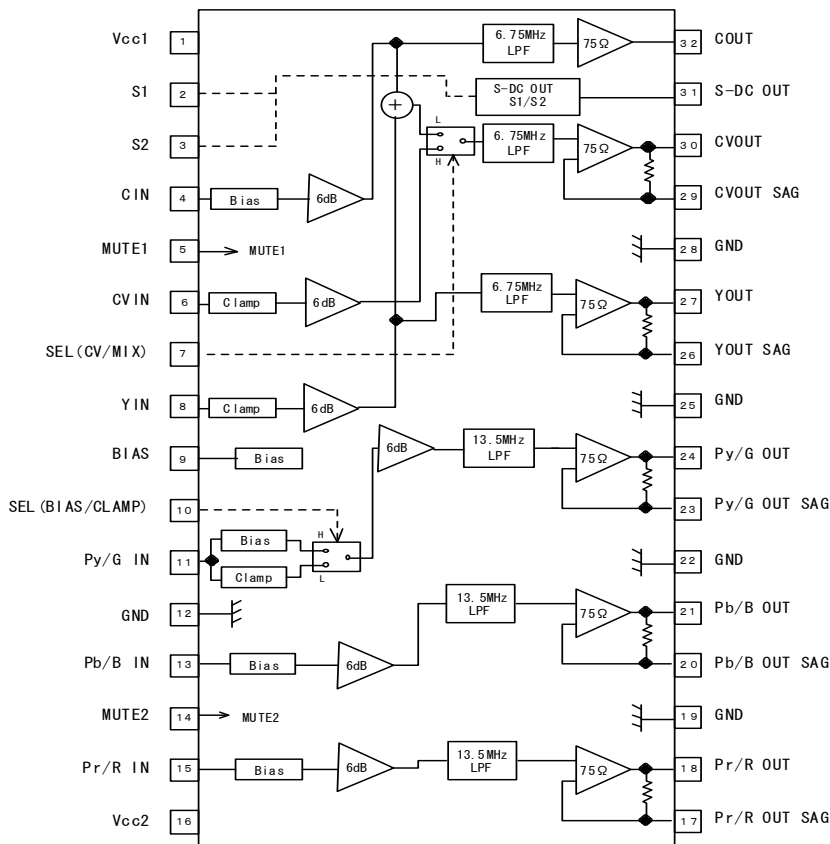 Vcc1
1
6.75MHz
LPF
75Ω
32
COUT
S1
2
S-DC OUT
S1/S2
31
S-DC OUT
S2
3
+
L
H
6.75MHz
LPF
75Ω
30
CVOUT
CIN
4
Bias
6dB
29
CVOUT SAG
MUTE1
5
MUTE1
28
GND
CVIN
6
Clamp
6dB
6.75MHz
LPF
75Ω
27
YOUT
SEL(CV/MIX)
7
26
YOUT SAG
YIN
8
Clamp
6dB
25
GND
BIAS
9
Bias
6dB
13.5MHz
LPF
75Ω
24
Py/G OUT
SEL(BIAS/CLAMP)
10
23
Py/G OUT SAG
Py/G IN
11
Bias
Clamp
H
L
22
GND
GND
12
13.5MHz
LPF
75Ω
21
Pb/B OUT
Pb/B IN
13
Bias
6dB
20
Pb/B OUT SAG
MUTE2
14
MUTE2
19
GND
Pr/R IN
15
Bias
6dB
13.5MHz
LPF
75Ω
18
Pr/R OUT
Vcc2
16
17
Pr/R OUT SAG